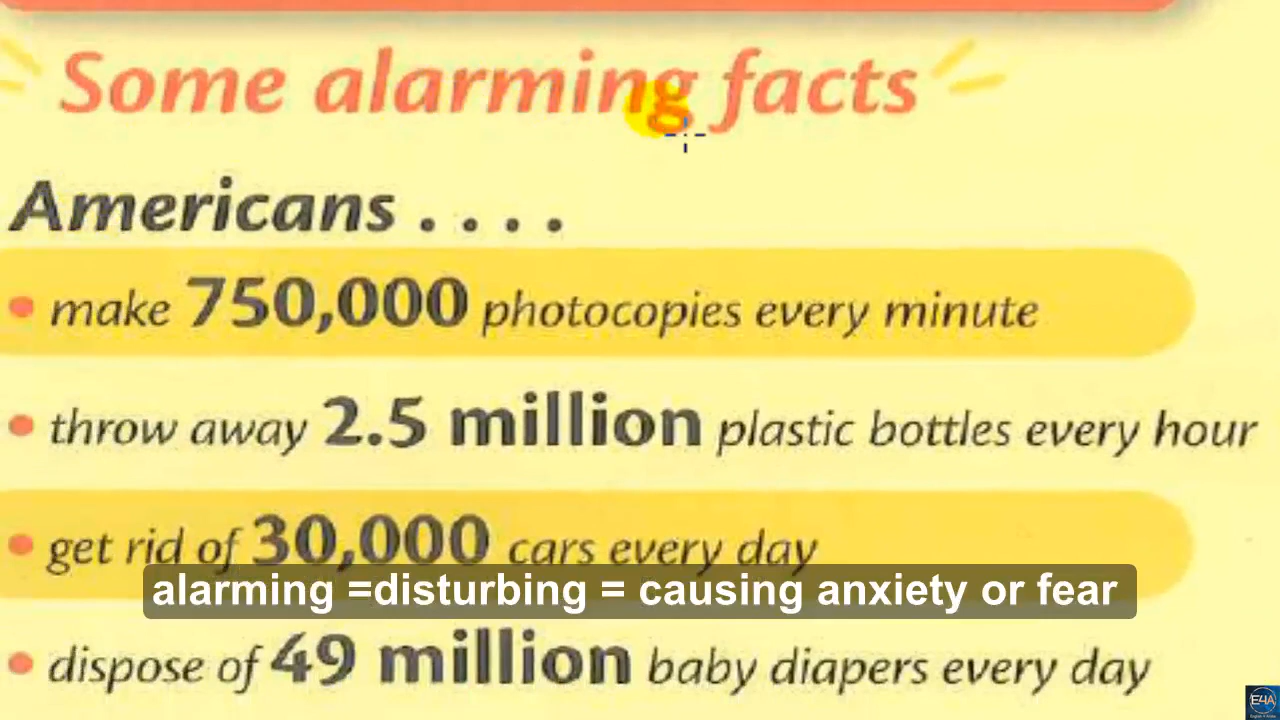 Some alarming facts
Americans . . . .
• make 750,000 photocopies every minute
• throw away 2.5 million plastic bottles every hour
• get rid of 30,000 cars every day
alarming =disturbing = causing anxiety or fear
• dispose of 49 million baby diapers every day
E4A